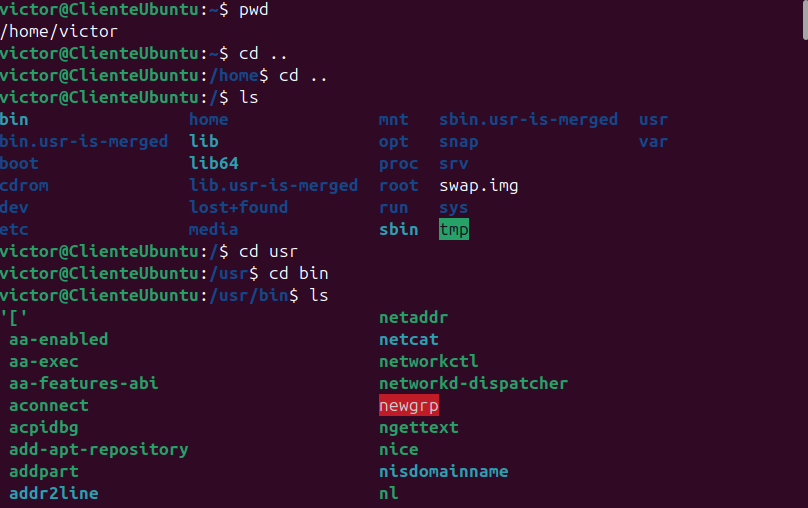 victor@ClienteUbuntu:~$ pwd
/home/victor
victor@ClienteUbuntu:~$ cd ..
victor@ClienteUbuntu:/home$ cd ..
victor@ClienteUbuntu:/$ ls
bin home mnt sbin.usr-is-merged usr
bin.usr-is-merged lib opt snap var
boot lib64 proc srv
cdrom lib.usr-is-merged root swap.img
dev lost+found run sys
etc media sbin tmp
victor@ClienteUbuntu:/$ cd usr
victor@ClienteUbuntu:/usr$ cd bin
victor@ClienteUbuntu:/usr/bin$ ls
'[' netaddr
aa-enabled netcat
aa-exec networkctl
aa-features-abi networkd-dispatcher
aconnect newgrp
acpidbg ngettext
add-apt-repository nice
addpart nisdomainname
addr2line nl